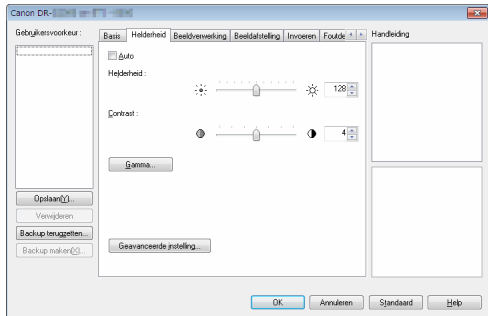 Canon DR-
Gebruikersvoorkeur :
Opslaan(Y)...
Verwijderen
Backup terugzetten...
Backup maken(X)...
Basis
Helderheid
Beeldverwerking
Beeldafstelling
Invoeren
Foutde
Auto
Helderheid :
128
Contrast :
4
Gamma...
Geavanceerde instelling...
Handleiding
OK
Annuleren
Standaard
Help